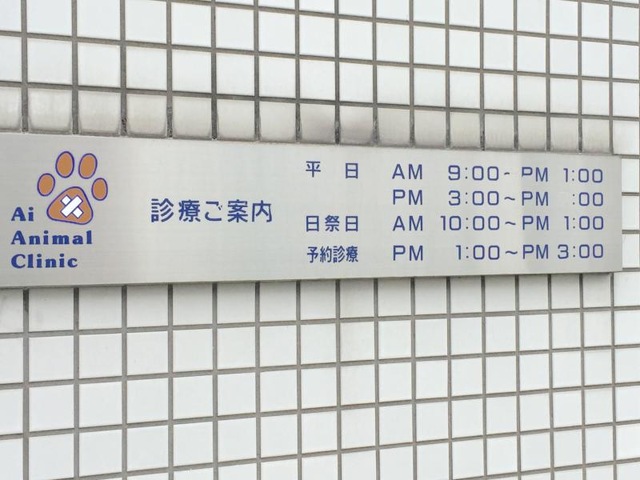 Ai
Animal
Clinic
診療ご案内
平 日 AM 9:00~PM 1:00
PM 3:00~PM :00
日祭日 AM 10:00~PM 1:00
予約診療 PM 1:00~PM 3:00